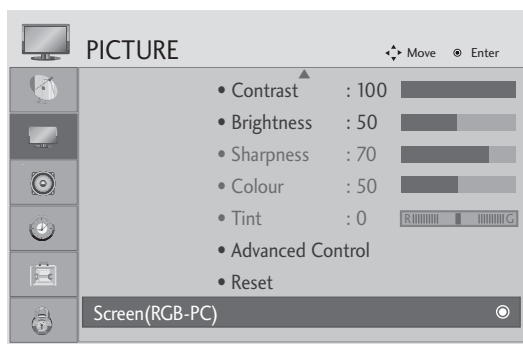 PICTURE
Move Enter
• Contrast : 100
• Brightness : 50
• Sharpness : 70
• Colour : 50
• Tint : 0 R G
• Advanced Control
• Reset
Screen(RGB-PC)